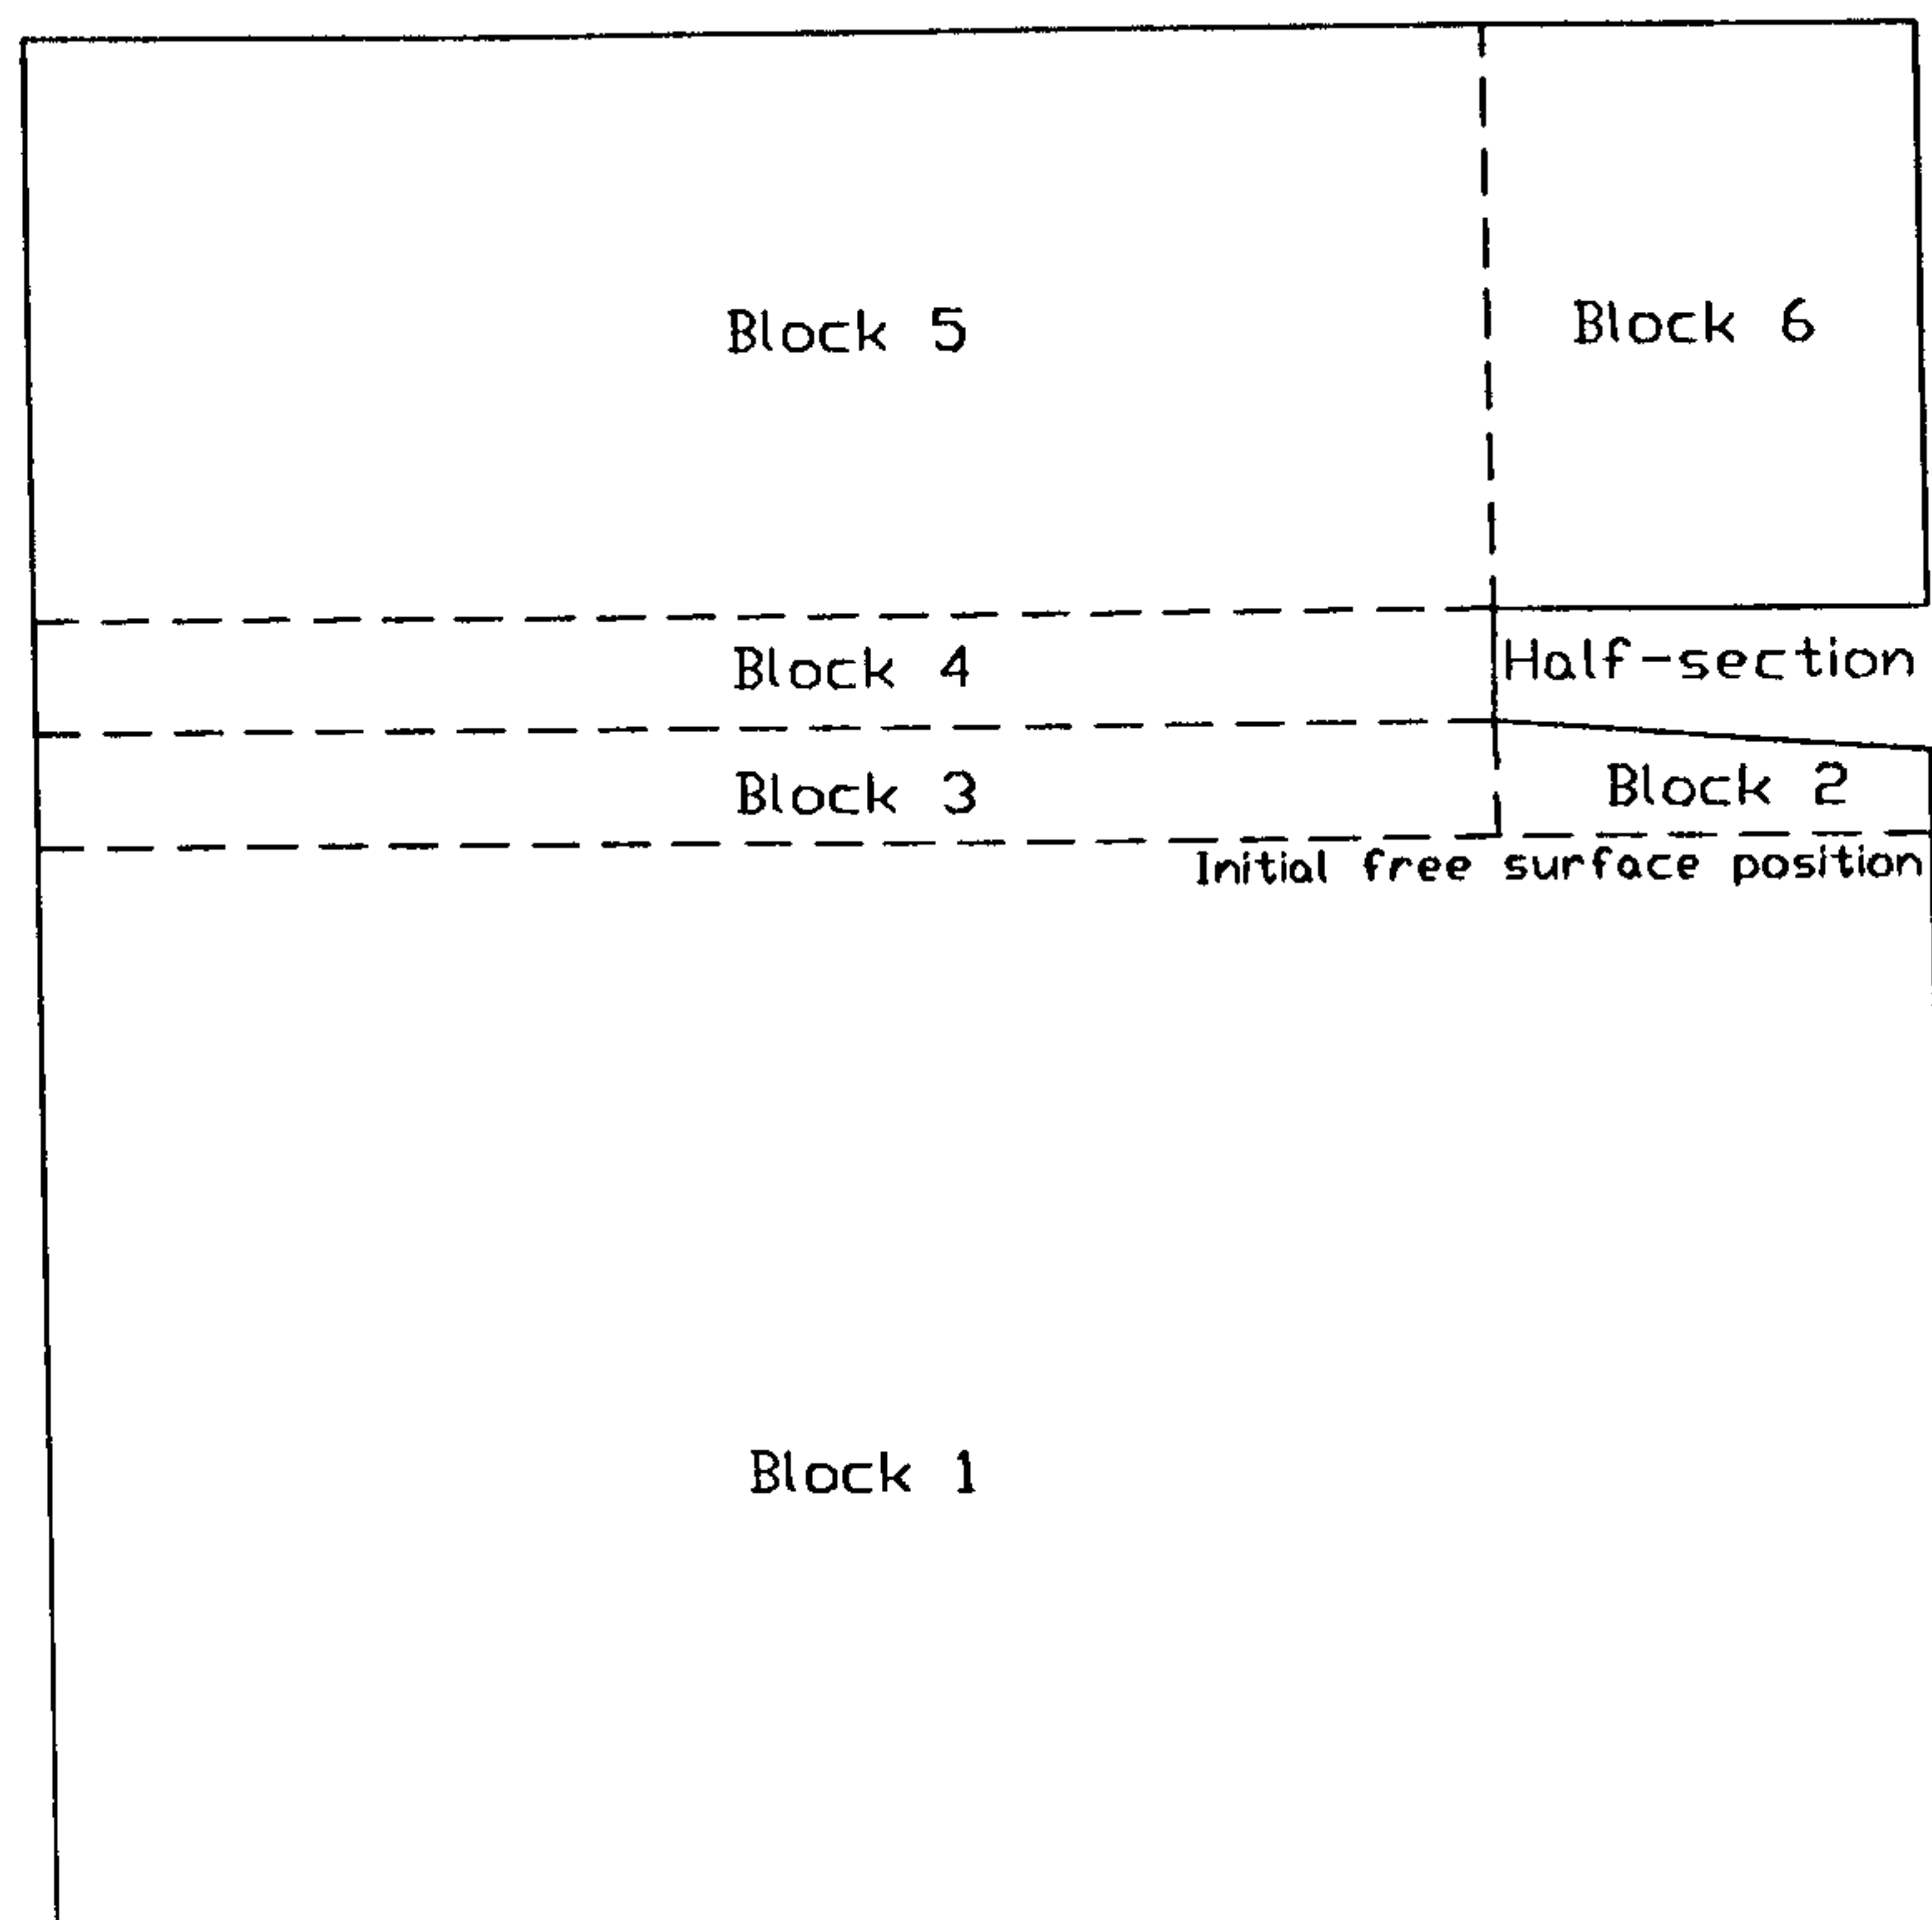 Block 5
Block 6
Block 4
Half-section
Block 3
Block 2
Initial free surface position
Block 1